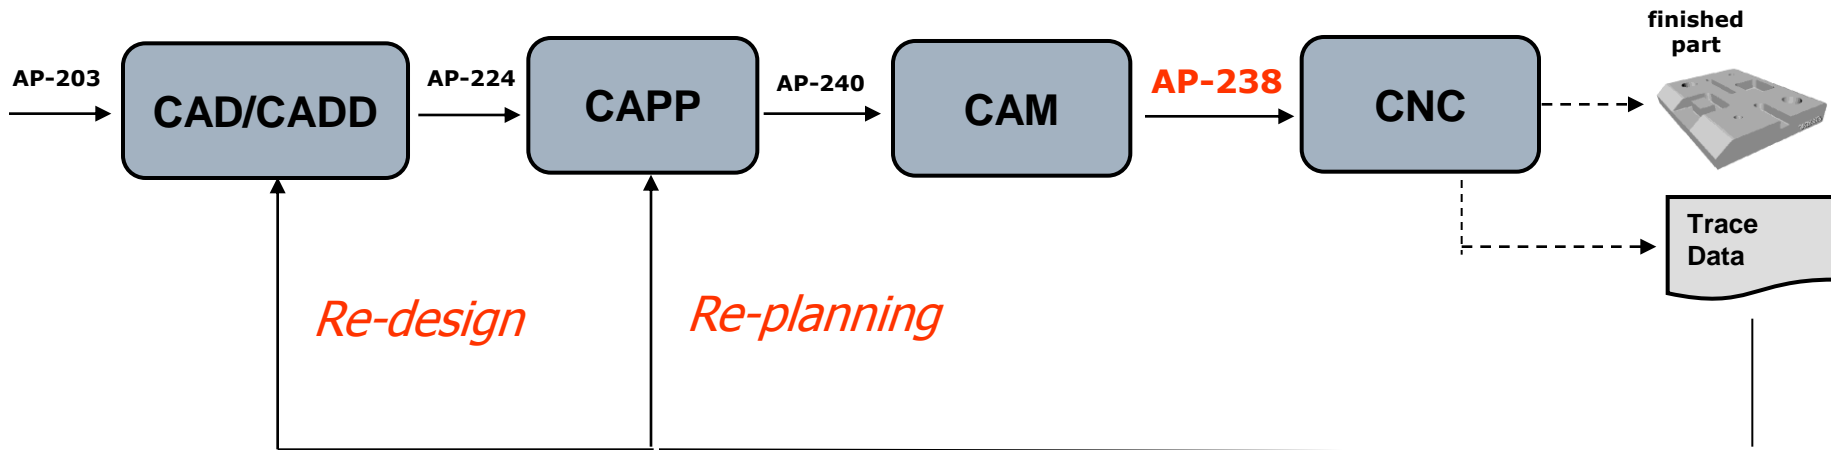 finished
part
AP-203
CAD/CADD
AP-224
CAPP
AP-240
CAM
AP-238
CNC
Trace
Data
Re-design
Re-planning